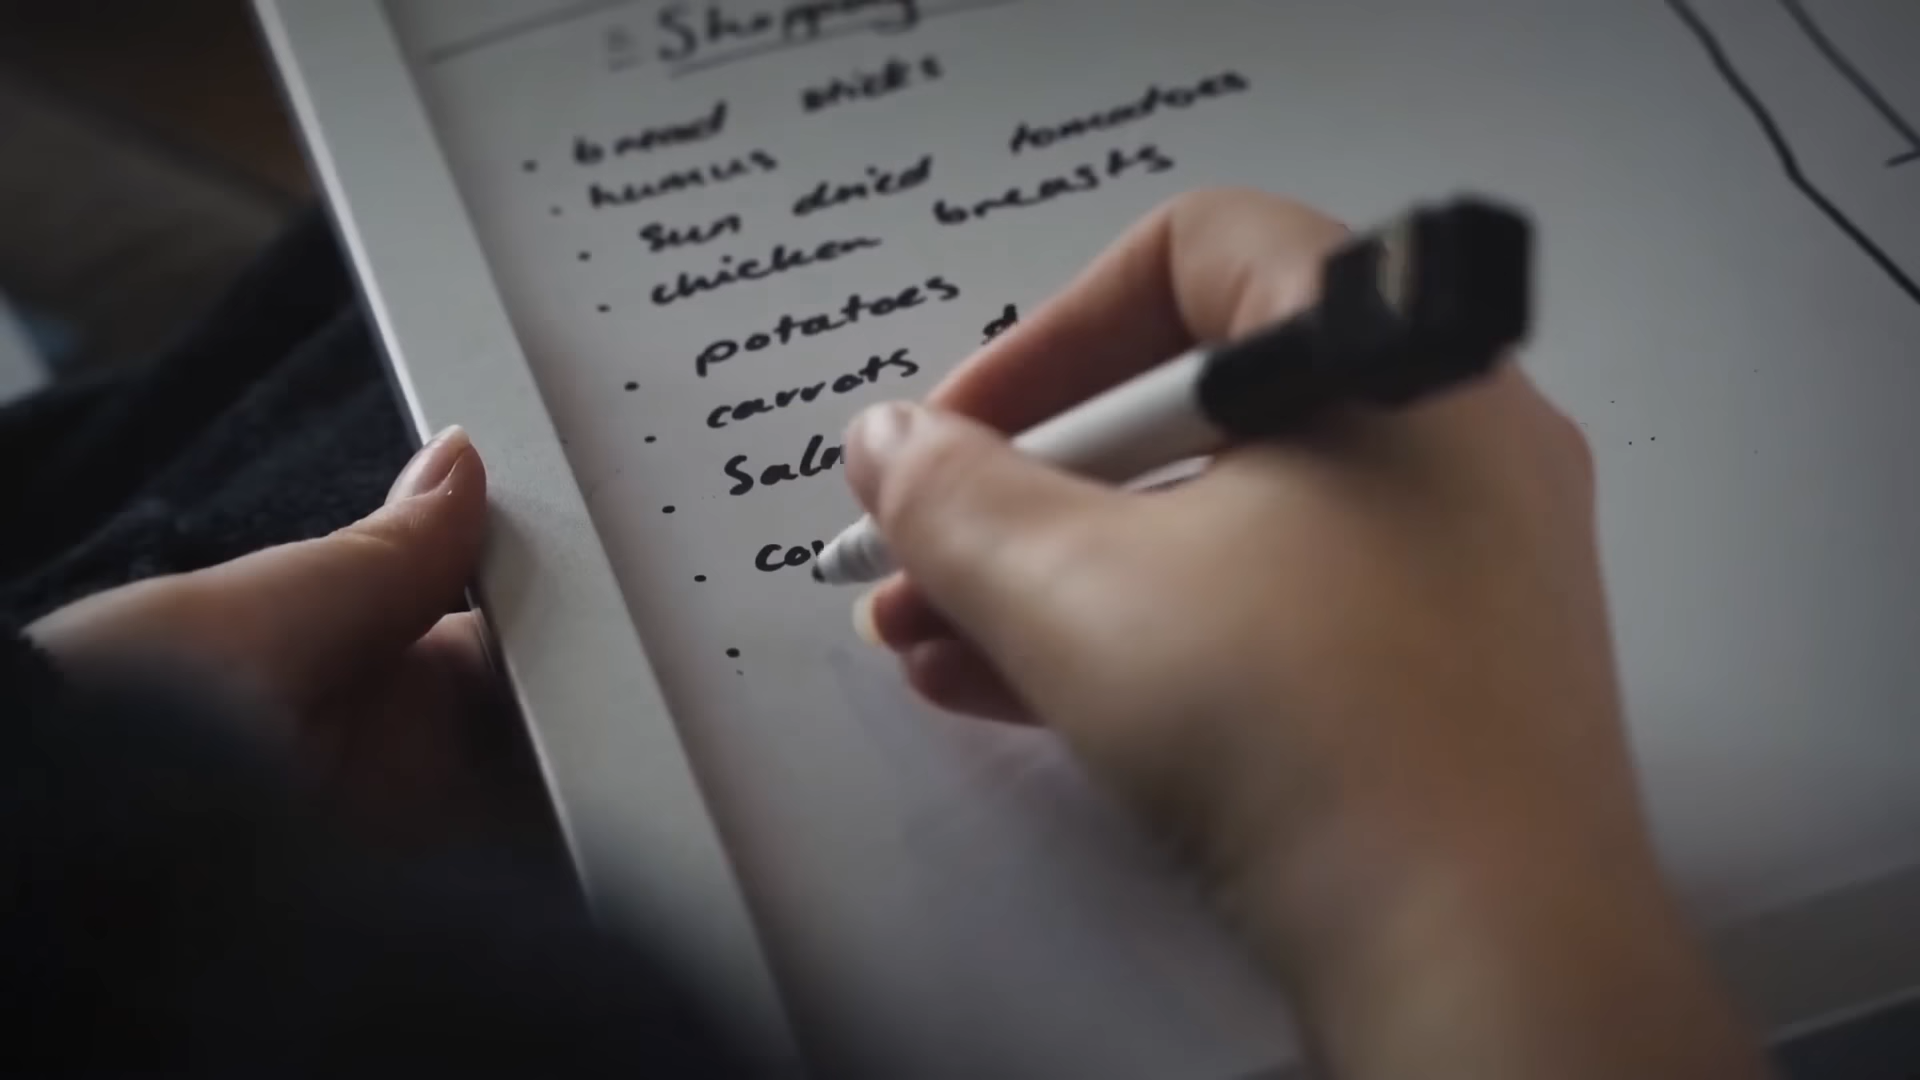 Shopping
• bread sticks
• humus
• sun dried tomatoes
• chicken breasts
• potatoes
• carrots
•
•
•